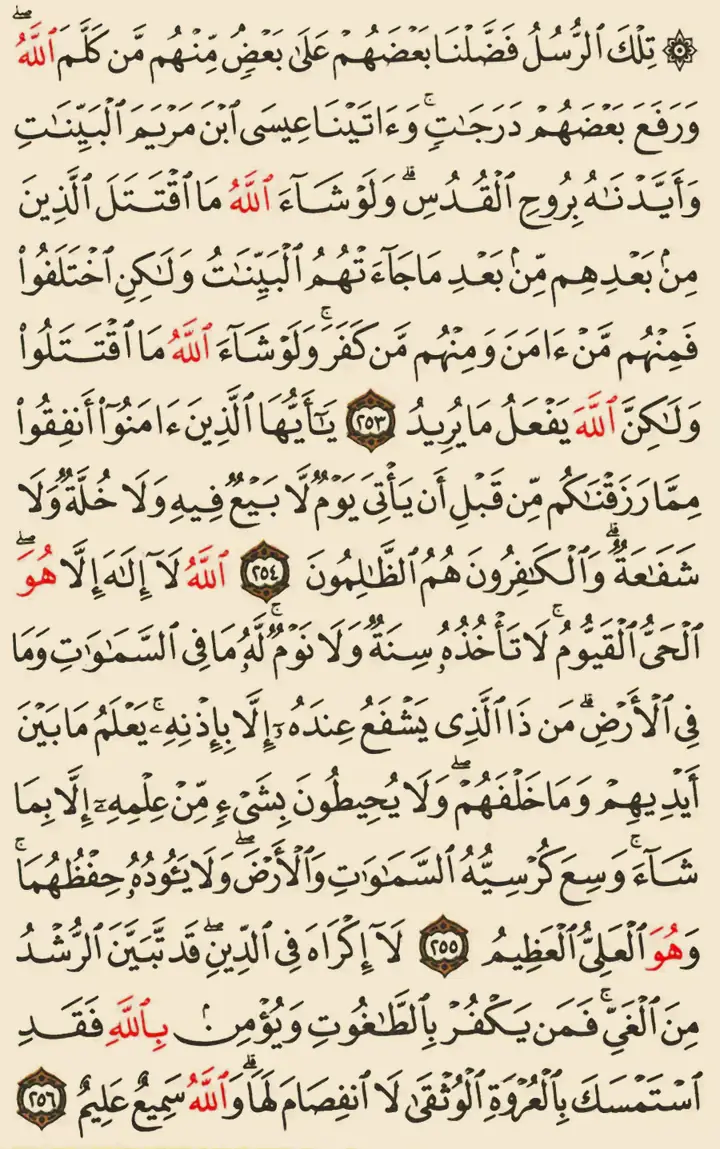 ۞ تِلْكَ ٱلرُّسُلُ فَضَّلْنَا بَعْضَهُمْ عَلَىٰ بَعْضٍۘ مِّنْهُم مَّن كَلَّمَ ٱللَّهُۖ
وَرَفَعَ بَعْضَهُمْ دَرَجَـٰتٍۚ وَءَاتَيْنَا عِيسَى ٱبْنَ مَرْيَمَ ٱلْبَيِّنَـٰتِ
وَأَيَّدْنَـٰهُ بِرُوحِ ٱلْقُدُسِۗ وَلَوْ شَآءَ ٱللَّهُ مَا ٱقْتَتَلَ ٱلَّذِينَ
مِنۢ بَعْدِهِم مِّنۢ بَعْدِ مَا جَآءَتْهُمُ ٱلْبَيِّنَـٰتُ وَلَـٰكِنِ ٱخْتَلَفُوا۟
فَمِنْهُم مَّنْ ءَامَنَ وَمِنْهُم مَّن كَفَرَۚ وَلَوْ شَآءَ ٱللَّهُ مَا ٱقْتَتَلُوا۟
وَلَـٰكِنَّ ٱللَّهَ يَفْعَلُ مَا يُرِيدُ ٢٥٣ يَـٰٓأَيُّهَا ٱلَّذِينَ ءَامَنُوٓا۟ أَنفِقُوا۟
مِمَّا رَزَقْنَـٰكُم مِّن قَبْلِ أَن يَأْتِىَ يَوْمٌ لَّا بَيْعٌ فِيهِ وَلَا خُلَّةٌ وَلَا
شَفَـٰعَةٌۗ وَٱلْكَـٰفِرُونَ هُمُ ٱلظَّـٰلِمُونَ ٢٥٤ ٱللَّهُ لَآ إِلَـٰهَ إِلَّا هُوَۖ
ٱلْحَىُّ ٱلْقَيُّومُۚ لَا تَأْخُذُهُۥ سِنَةٌ وَلَا نَوْمٌۚ لَّهُۥ مَا فِى ٱلسَّمَـٰوَٰتِ وَمَا
فِى ٱلْأَرْضِۗ مَن ذَا ٱلَّذِى يَشْفَعُ عِندَهُۥٓ إِلَّا بِإِذْنِهِۦۚ يَعْلَمُ مَا بَيْنَ
أَيْدِيهِمْ وَمَا خَلْفَهُمْۖ وَلَا يُحِيطُونَ بِشَىْءٍ مِّنْ عِلْمِهِۦٓ إِلَّا بِمَا
شَآءَۚ وَسِعَ كُرْسِيُّهُ ٱلسَّمَـٰوَٰتِ وَٱلْأَرْضَۖ وَلَا يَـُٔودُهُۥ حِفْظُهُمَاۚ
وَهُوَ ٱلْعَلِىُّ ٱلْعَظِيمُ ٢٥٥ لَآ إِكْرَاهَ فِى ٱلدِّينِۖ قَد تَّبَيَّنَ ٱلرُّشْدُ
مِنَ ٱلْغَىِّۚ فَمَن يَكْفُرْ بِٱلطَّـٰغُوتِ وَيُؤْمِنۢ بِٱللَّهِ فَقَدِ
ٱسْتَمْسَكَ بِٱلْعُرْوَةِ ٱلْوُثْقَىٰ لَا ٱنفِصَامَ لَهَاۗ وَٱللَّهُ سَمِيعٌ عَلِيمٌ ٢٥٦